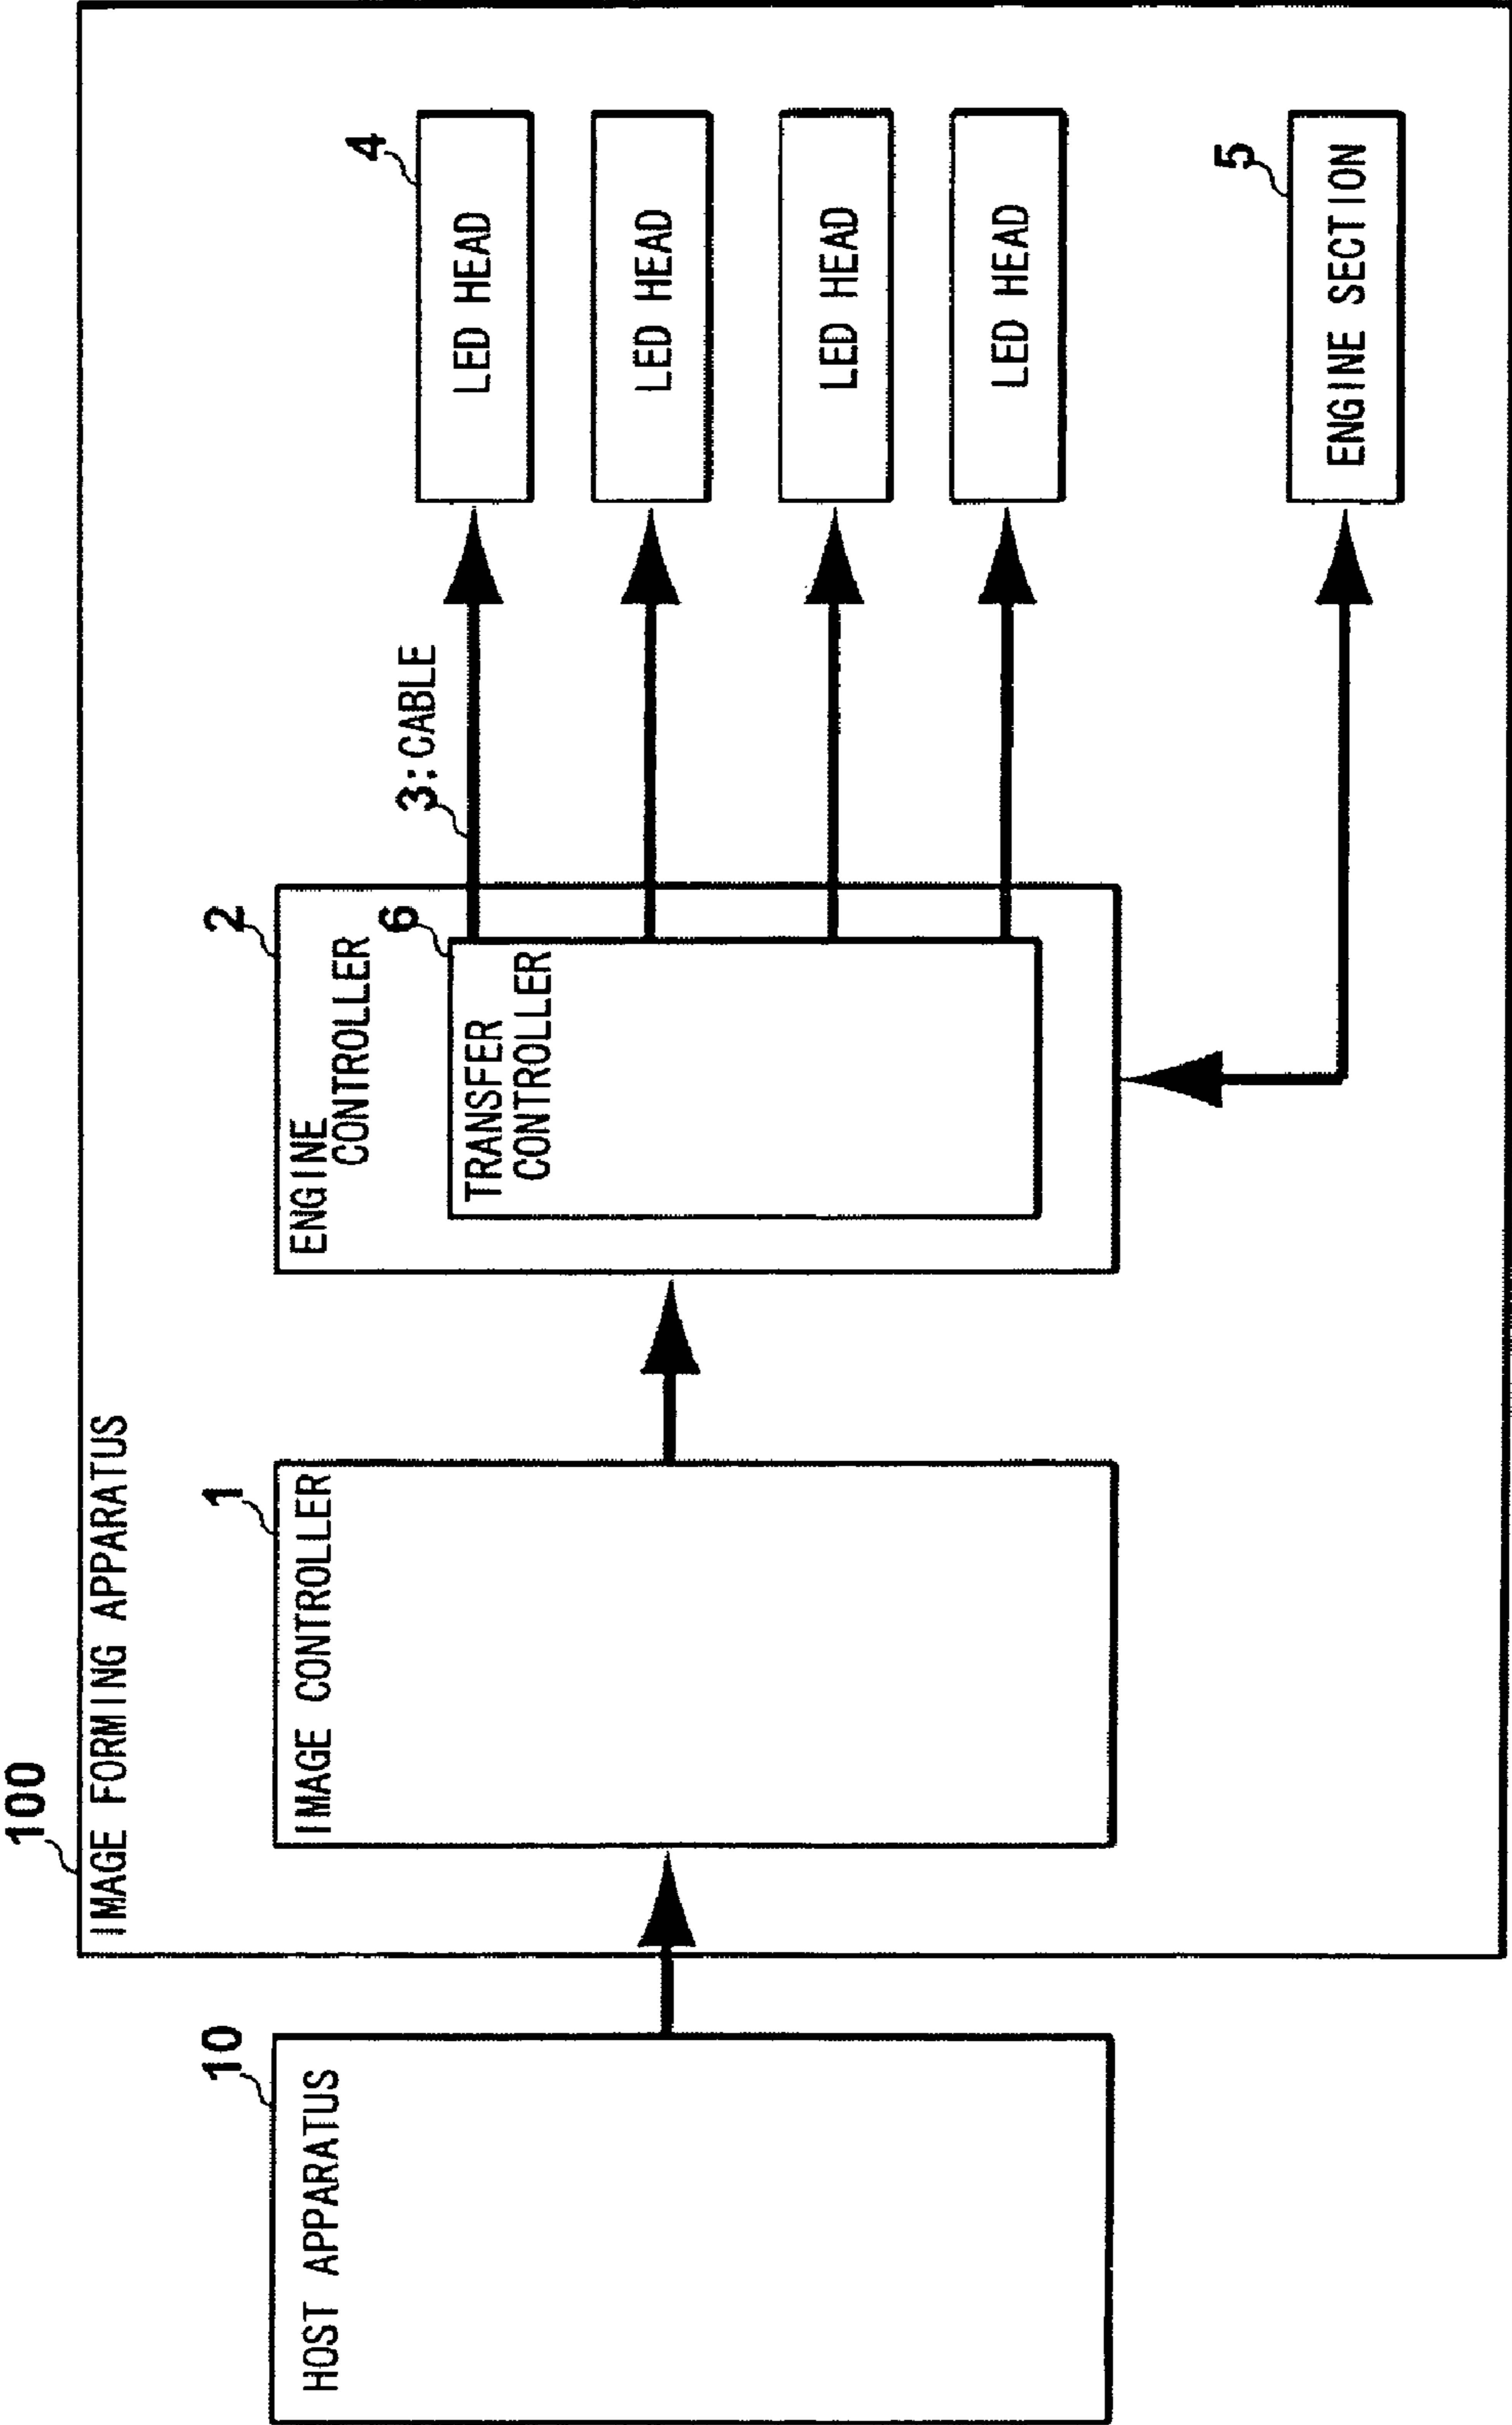 100
IMAGE FORMING APPARATUS
10
HOST APPARATUS
1
IMAGE CONTROLLER
2
ENGINE
CONTROLLER
6
TRANSFER
CONTROLLER
3:CABLE
4
LED HEAD
LED HEAD
LED HEAD
LED HEAD
5
ENGINE SECTION